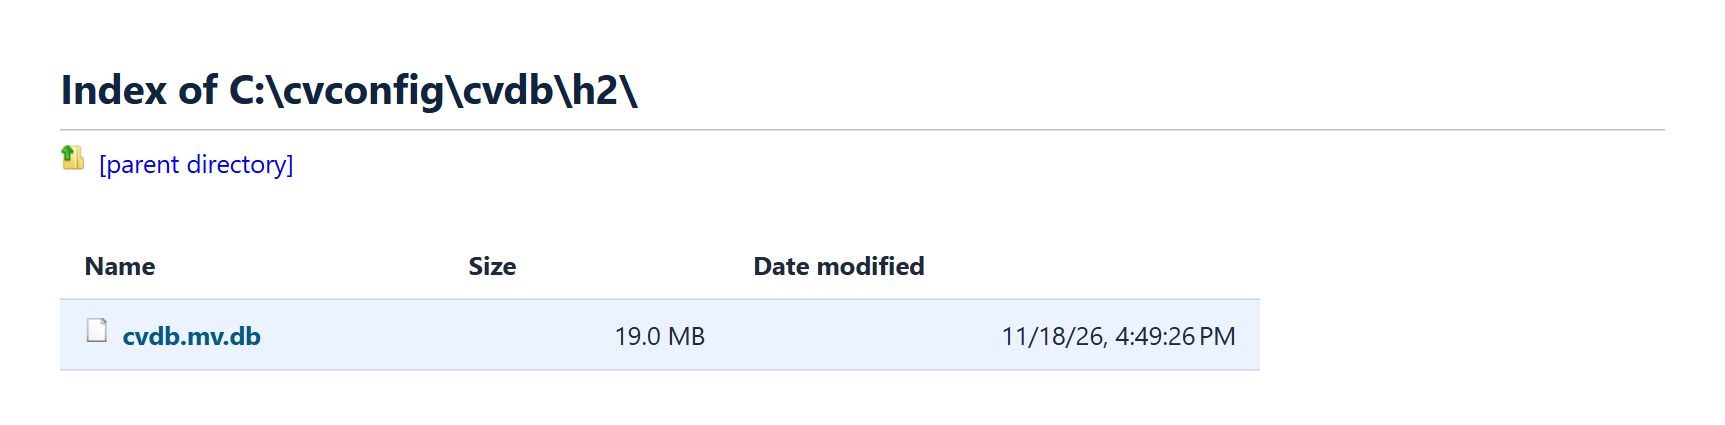 Index of C:\cvconfig\cvdb\h2\
[parent directory]
Name Size Date modified
cvdb.mv.db 19.0 MB 11/18/26, 4:49:26 PM